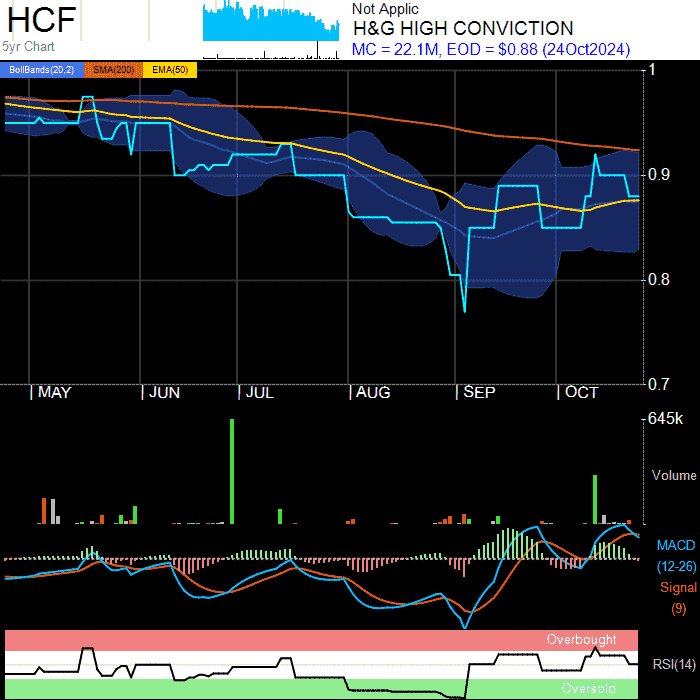 HCF
5yr Chart
Not Applic
H&G HIGH CONVICTION
MC = 22.1M, EOD = $0.88 (24Oct2024)
BollBands(20,2) SMA(200) EMA(50)
1
0.9
0.8
0.7
MAY JUN JUL AUG SEP OCT
645k
Volume
MACD
(12-26)
Signal
(9)
Overbought
RSI(14)
Oversold